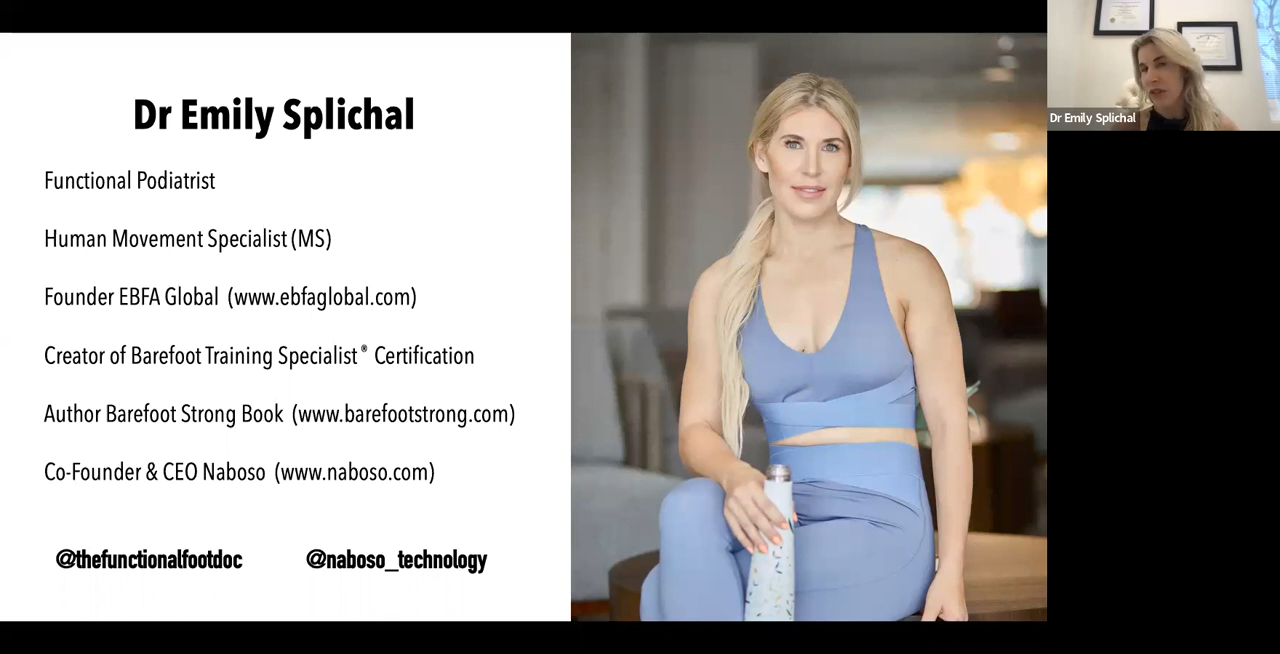 Dr Emily Splichal
Functional Podiatrist
Human Movement Specialist (MS)
Founder EBFA Global (www.ebfaglobal.com)
Creator of Barefoot Training Specialist® Certification
Author Barefoot Strong Book (www.barefootstrong.com)
Co-Founder & CEO Naboso (www.naboso.com)
@thefunctionalfootdoc @naboso_technology
Dr Emily Splichal